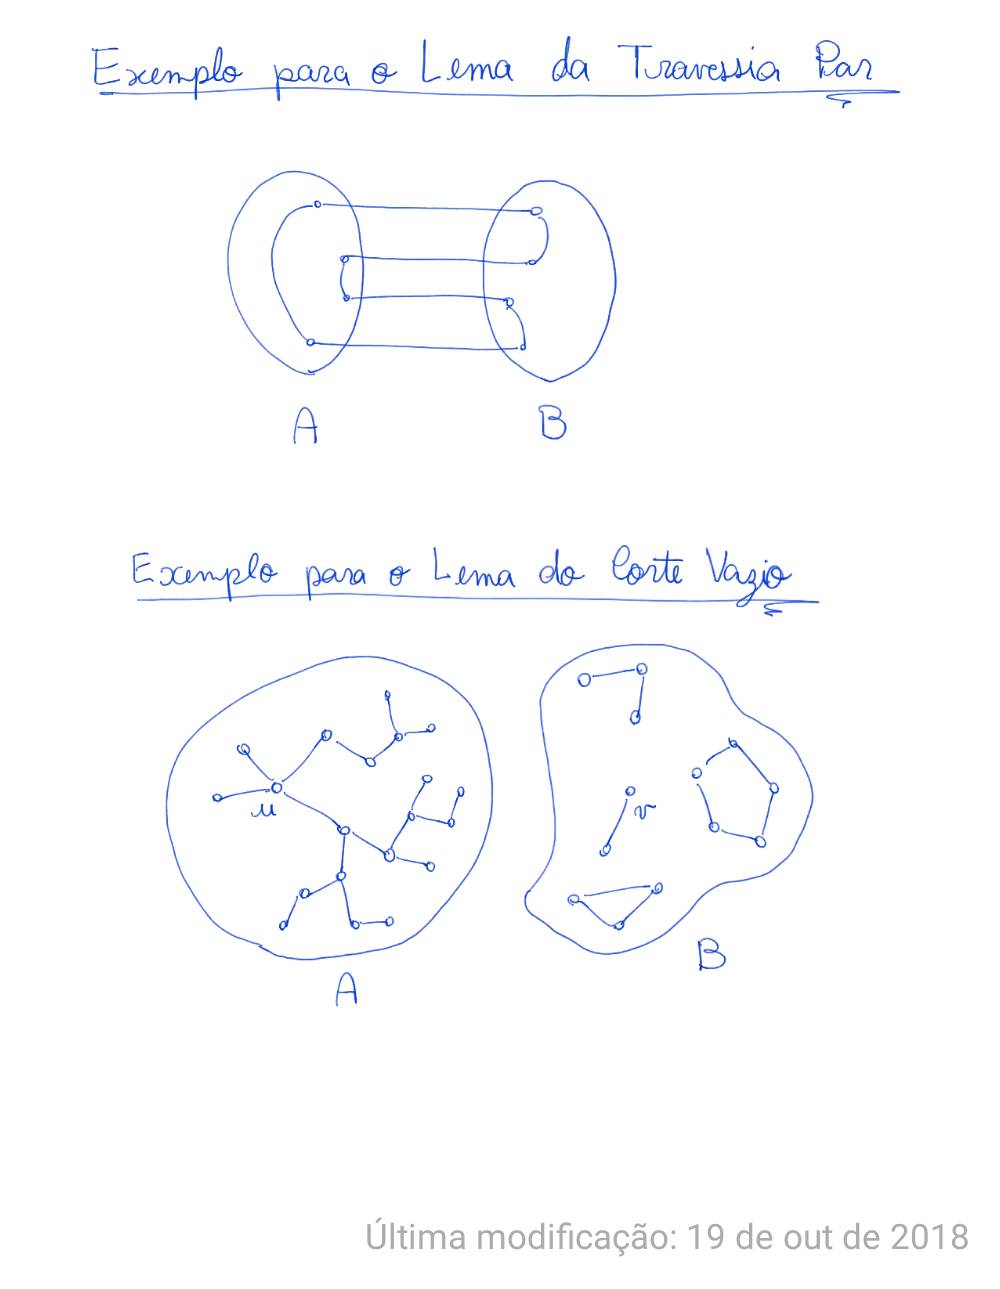 Exemplo para o Lema da Travessia Par
A
B
Exemplo para o Lema do Corte Vazio
u
v
A
B
Última modificação: 19 de out de 2018